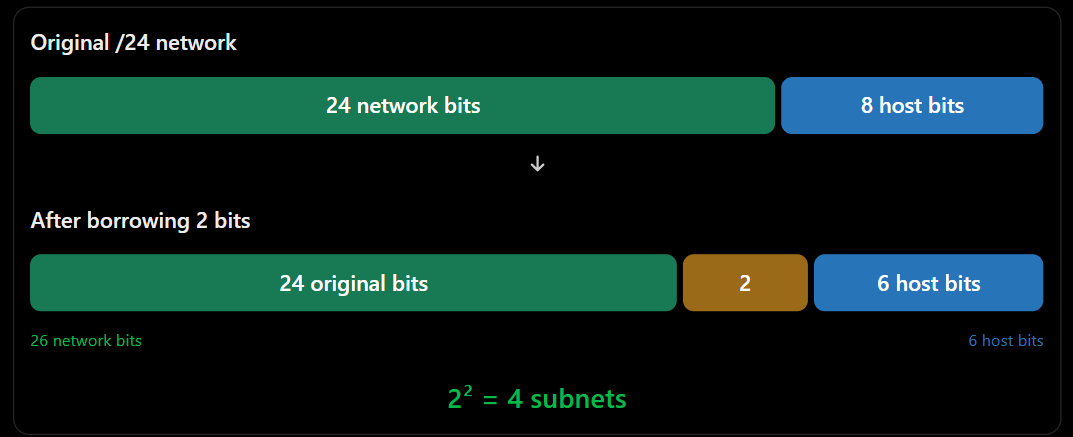 Original /24 network
24 network bits 8 host bits
↓
After borrowing 2 bits
24 original bits 2 6 host bits
26 network bits 6 host bits
2² = 4 subnets